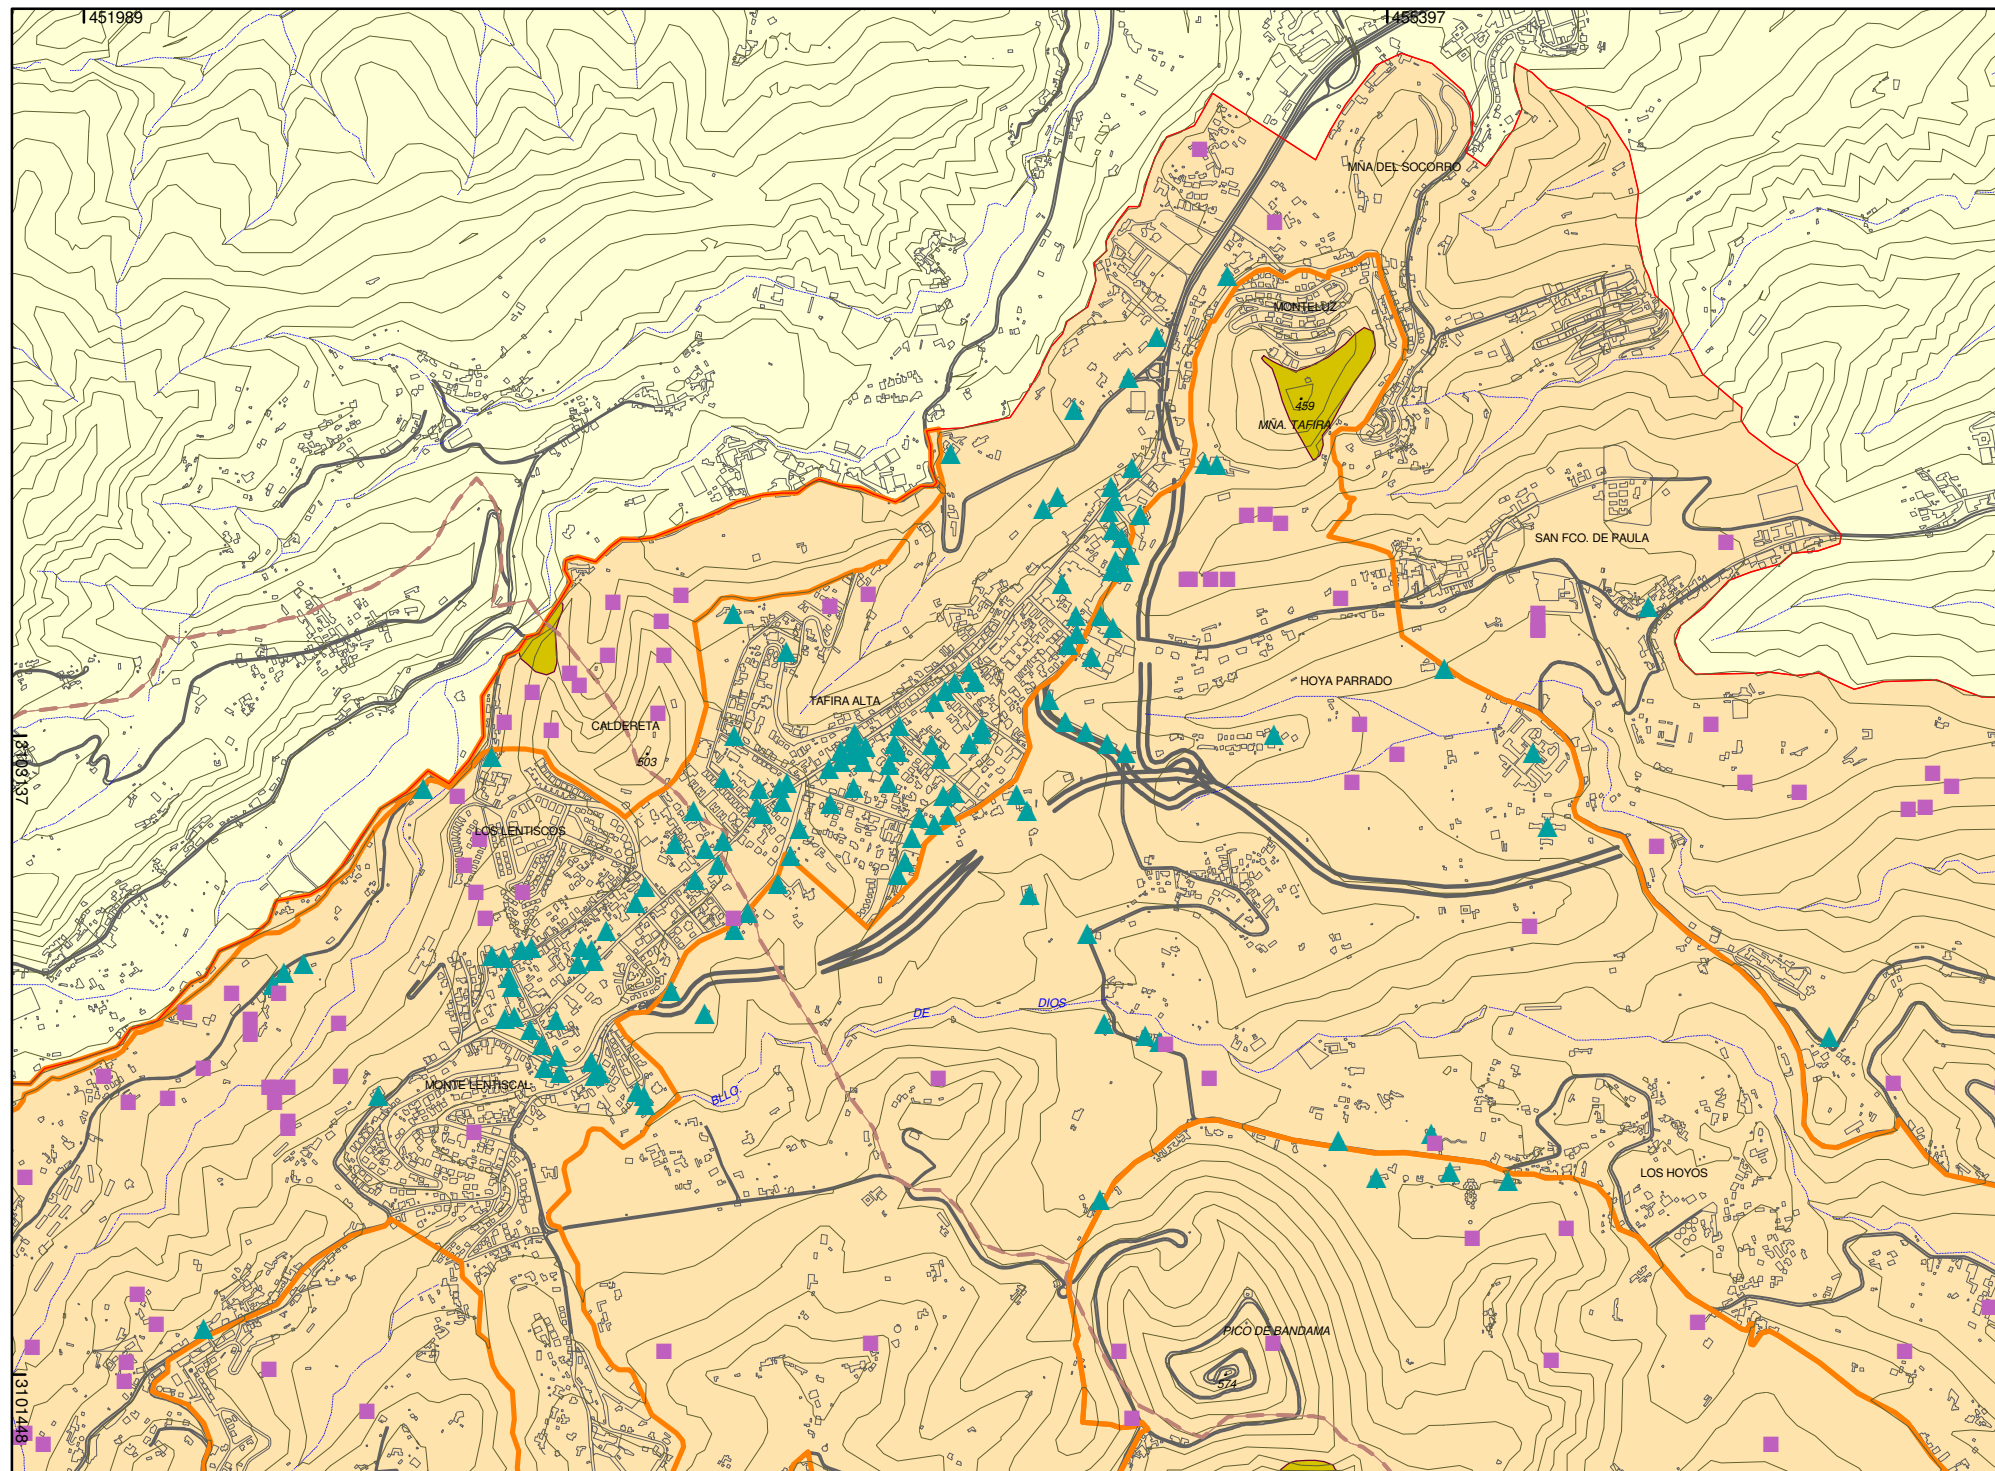 451989
455397
MÑA DEL SOCORRO
MONTELUZ
459
MÑA. TAFIRA
SAN FCO. DE PAULA
HOYA PARRADO
TAFIRA ALTA
CALDERETA
503
3103137
LOS LENTISCOS
DIOS
DE
BLLO
MONTE LENTISCAL
LOS HOYOS
PICO DE BANDAMA
574
3101448